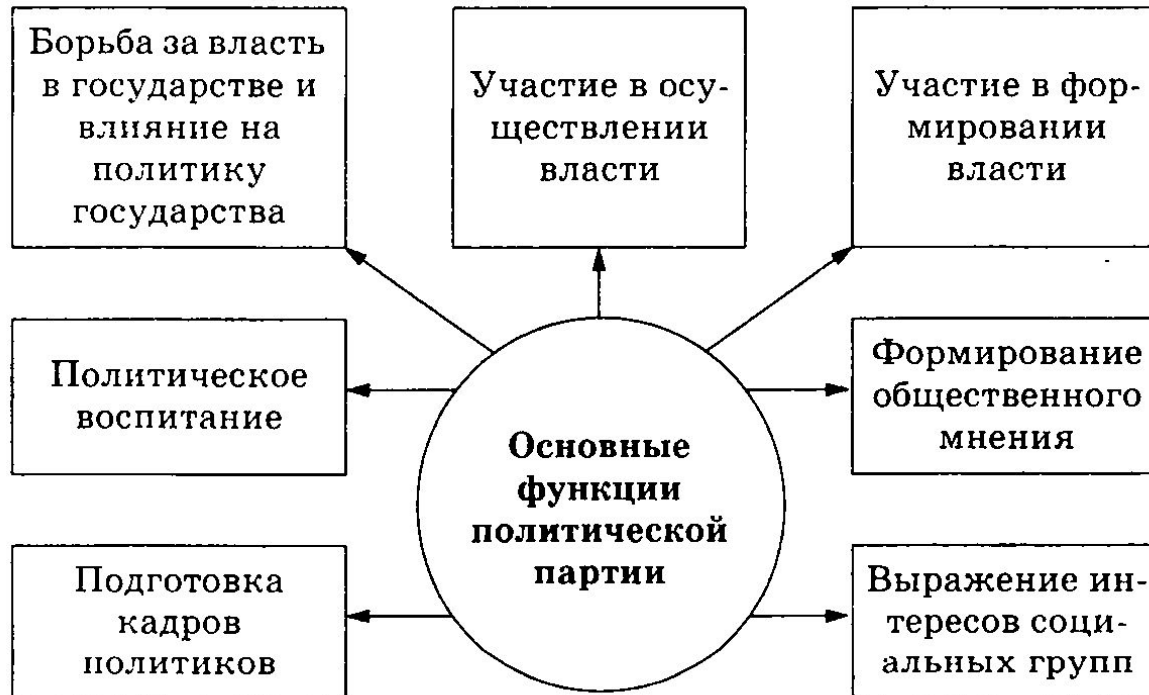 Борьба за власть
в государстве и
влияние на
политику
государства
Участие в осу-
ществлении
власти
Участие в фор-
мировании
власти
Политическое
воспитание
Основные
функции
политической
партии
Формирование
общественного
мнения
Подготовка
кадров
политиков
Выражение ин-
тересов соци-
альных групп